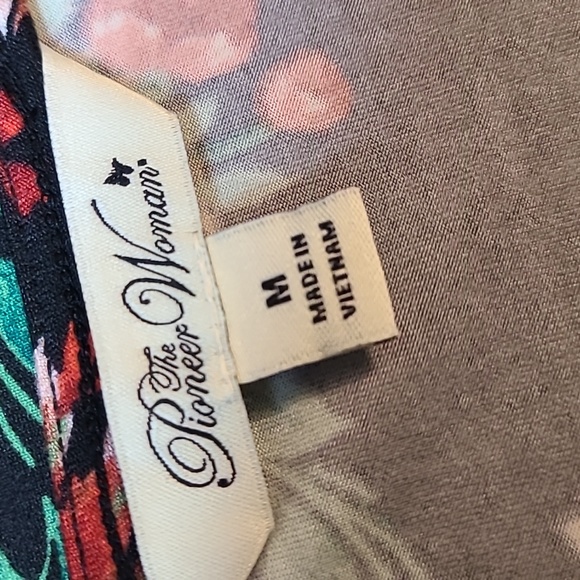 The
Pioneer Woman.
M
MADE IN
VIETNAM